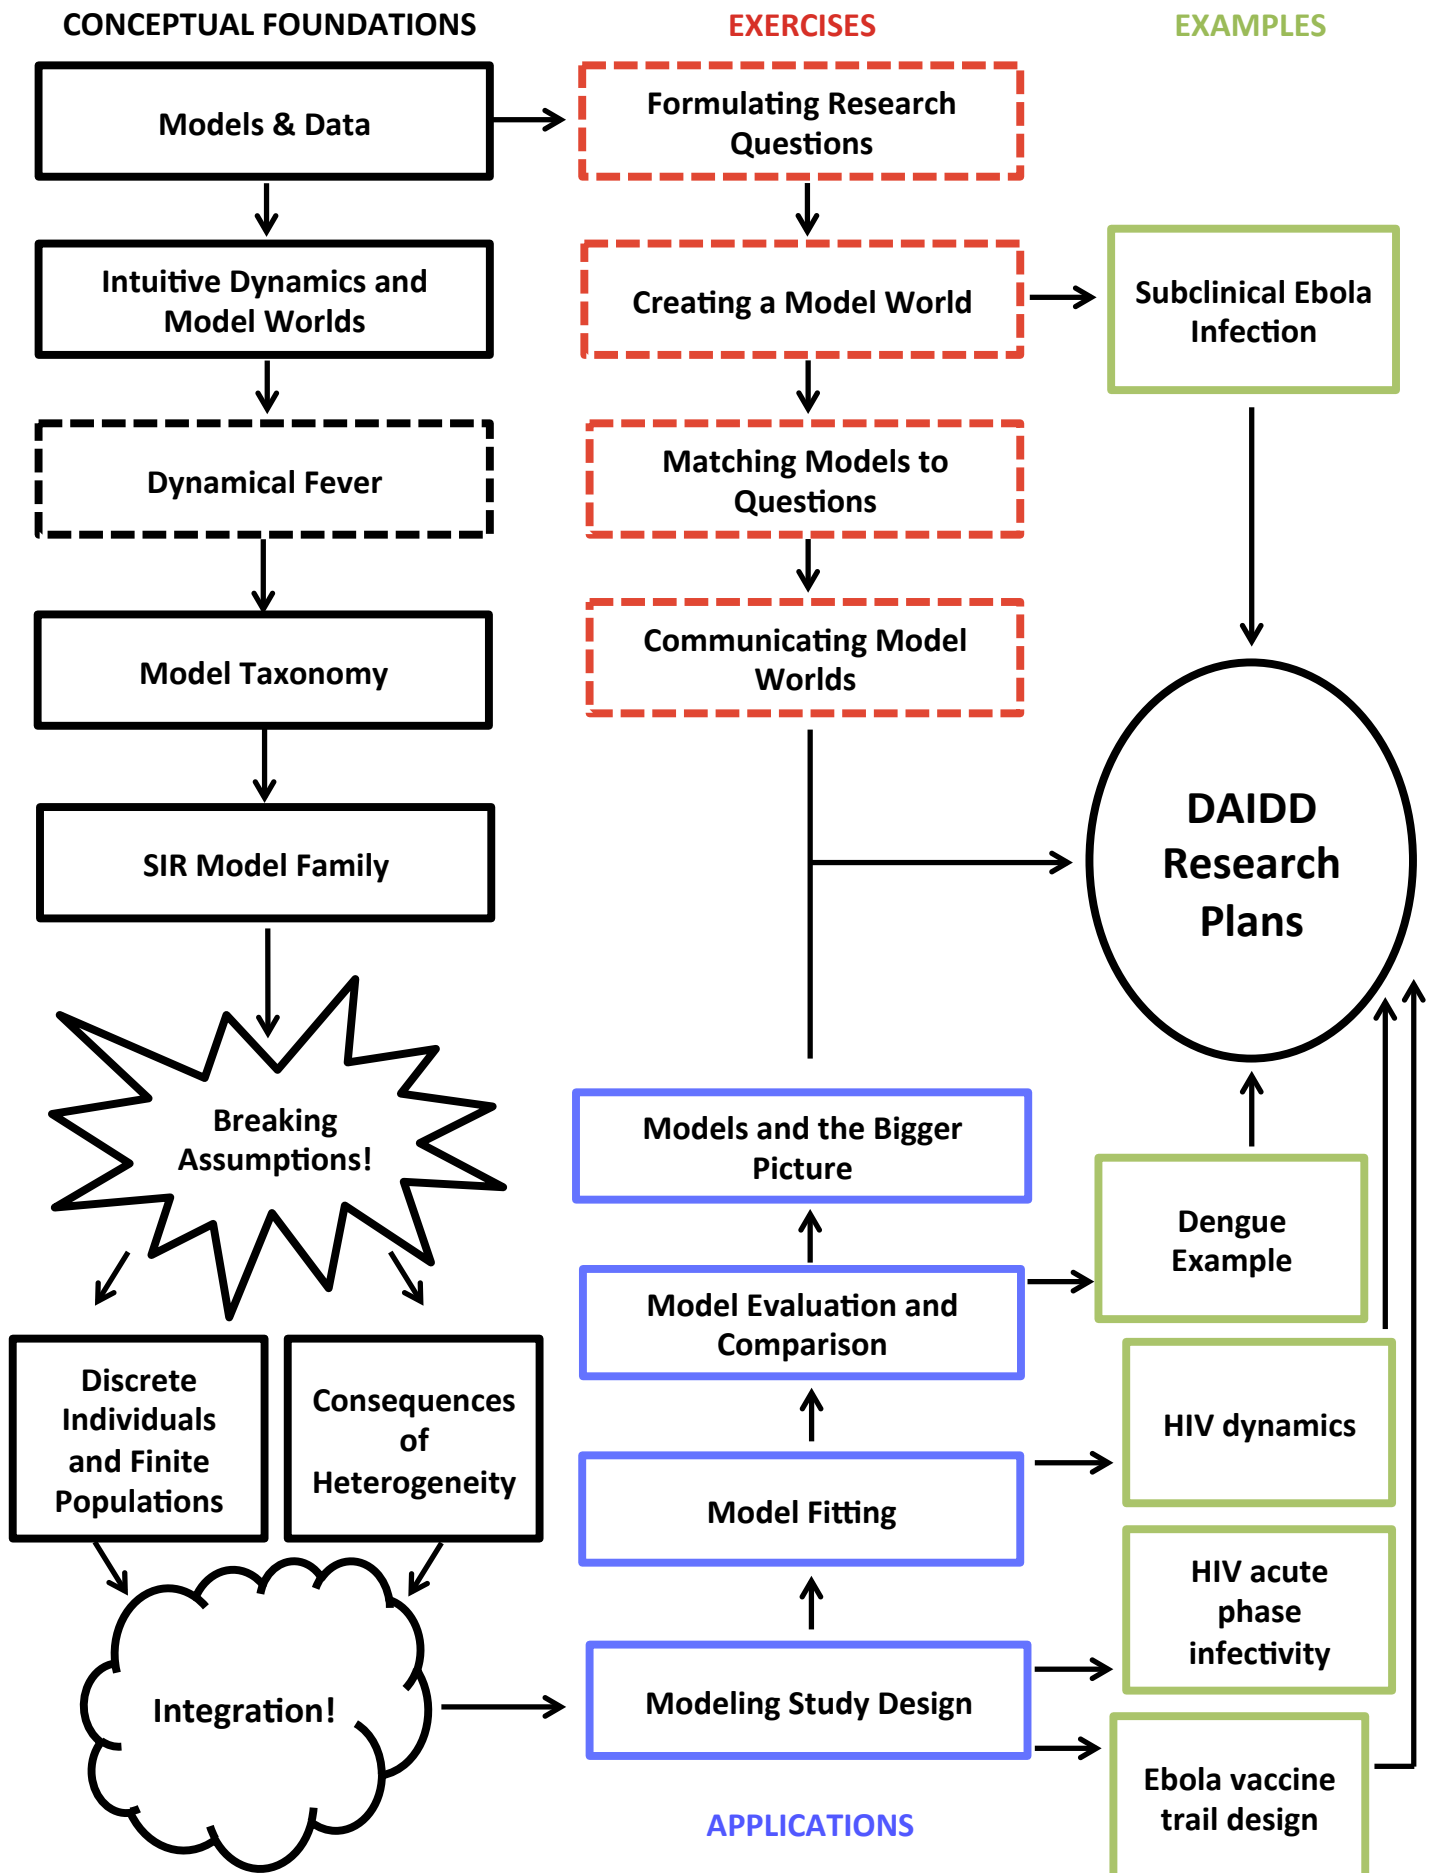 CONCEPTUAL FOUNDATIONS
EXERCISES
EXAMPLES
Models & Data
Formulating Research
Questions
Intuitive Dynamics and
Model Worlds
Creating a Model World
Subclinical Ebola
Infection
Dynamical Fever
Matching Models to
Questions
Model Taxonomy
Communicating Model
Worlds
SIR Model Family
DAIDD
Research
Plans
Breaking
Assumptions!
Models and the Bigger
Picture
Dengue
Example
Model Evaluation and
Comparison
Discrete
Individuals
and Finite
Populations
Consequences
of
Heterogeneity
HIV dynamics
Model Fitting
HIV acute
phase
infectivity
Integration!
Modeling Study Design
Ebola vaccine
trail design
APPLICATIONS